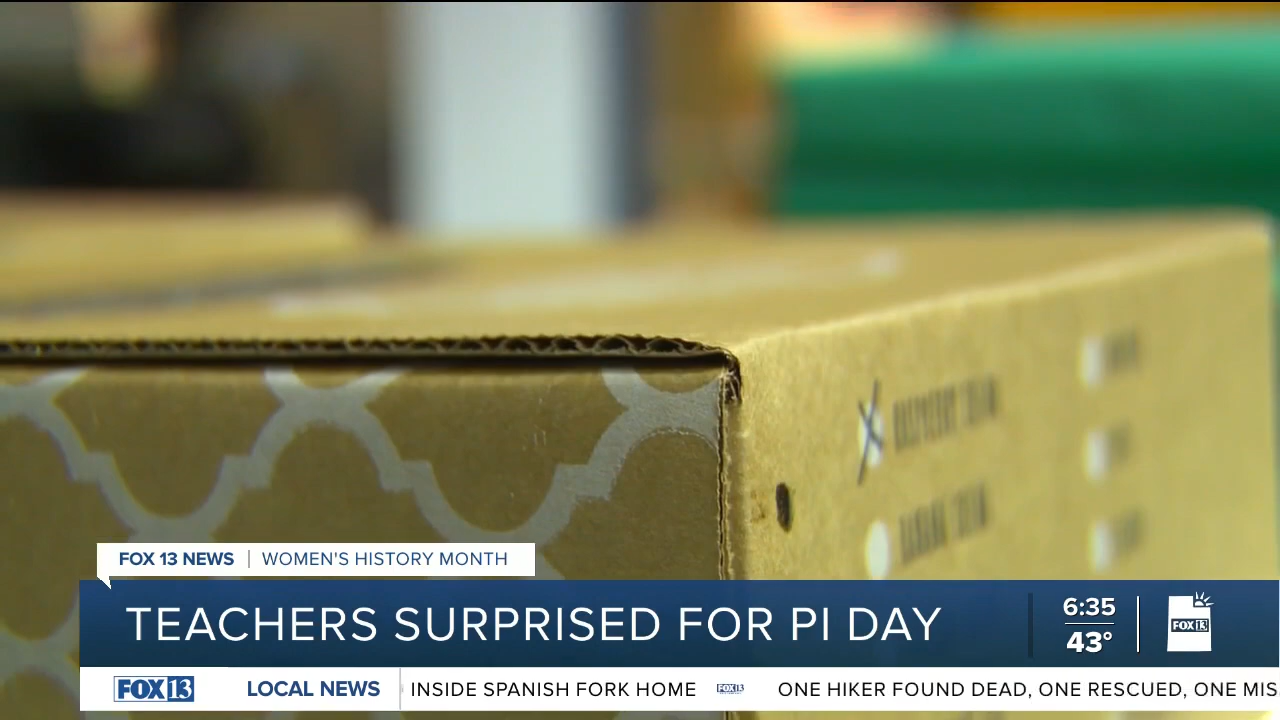 FOX 13 NEWS | WOMEN'S HISTORY MONTH
TEACHERS SURPRISED FOR PI DAY
6:35
43°
FOX 13
FOX 13
LOCAL NEWS
INSIDE SPANISH FORK HOME
FOX 13
ONE HIKER FOUND DEAD, ONE RESCUED, ONE MIS